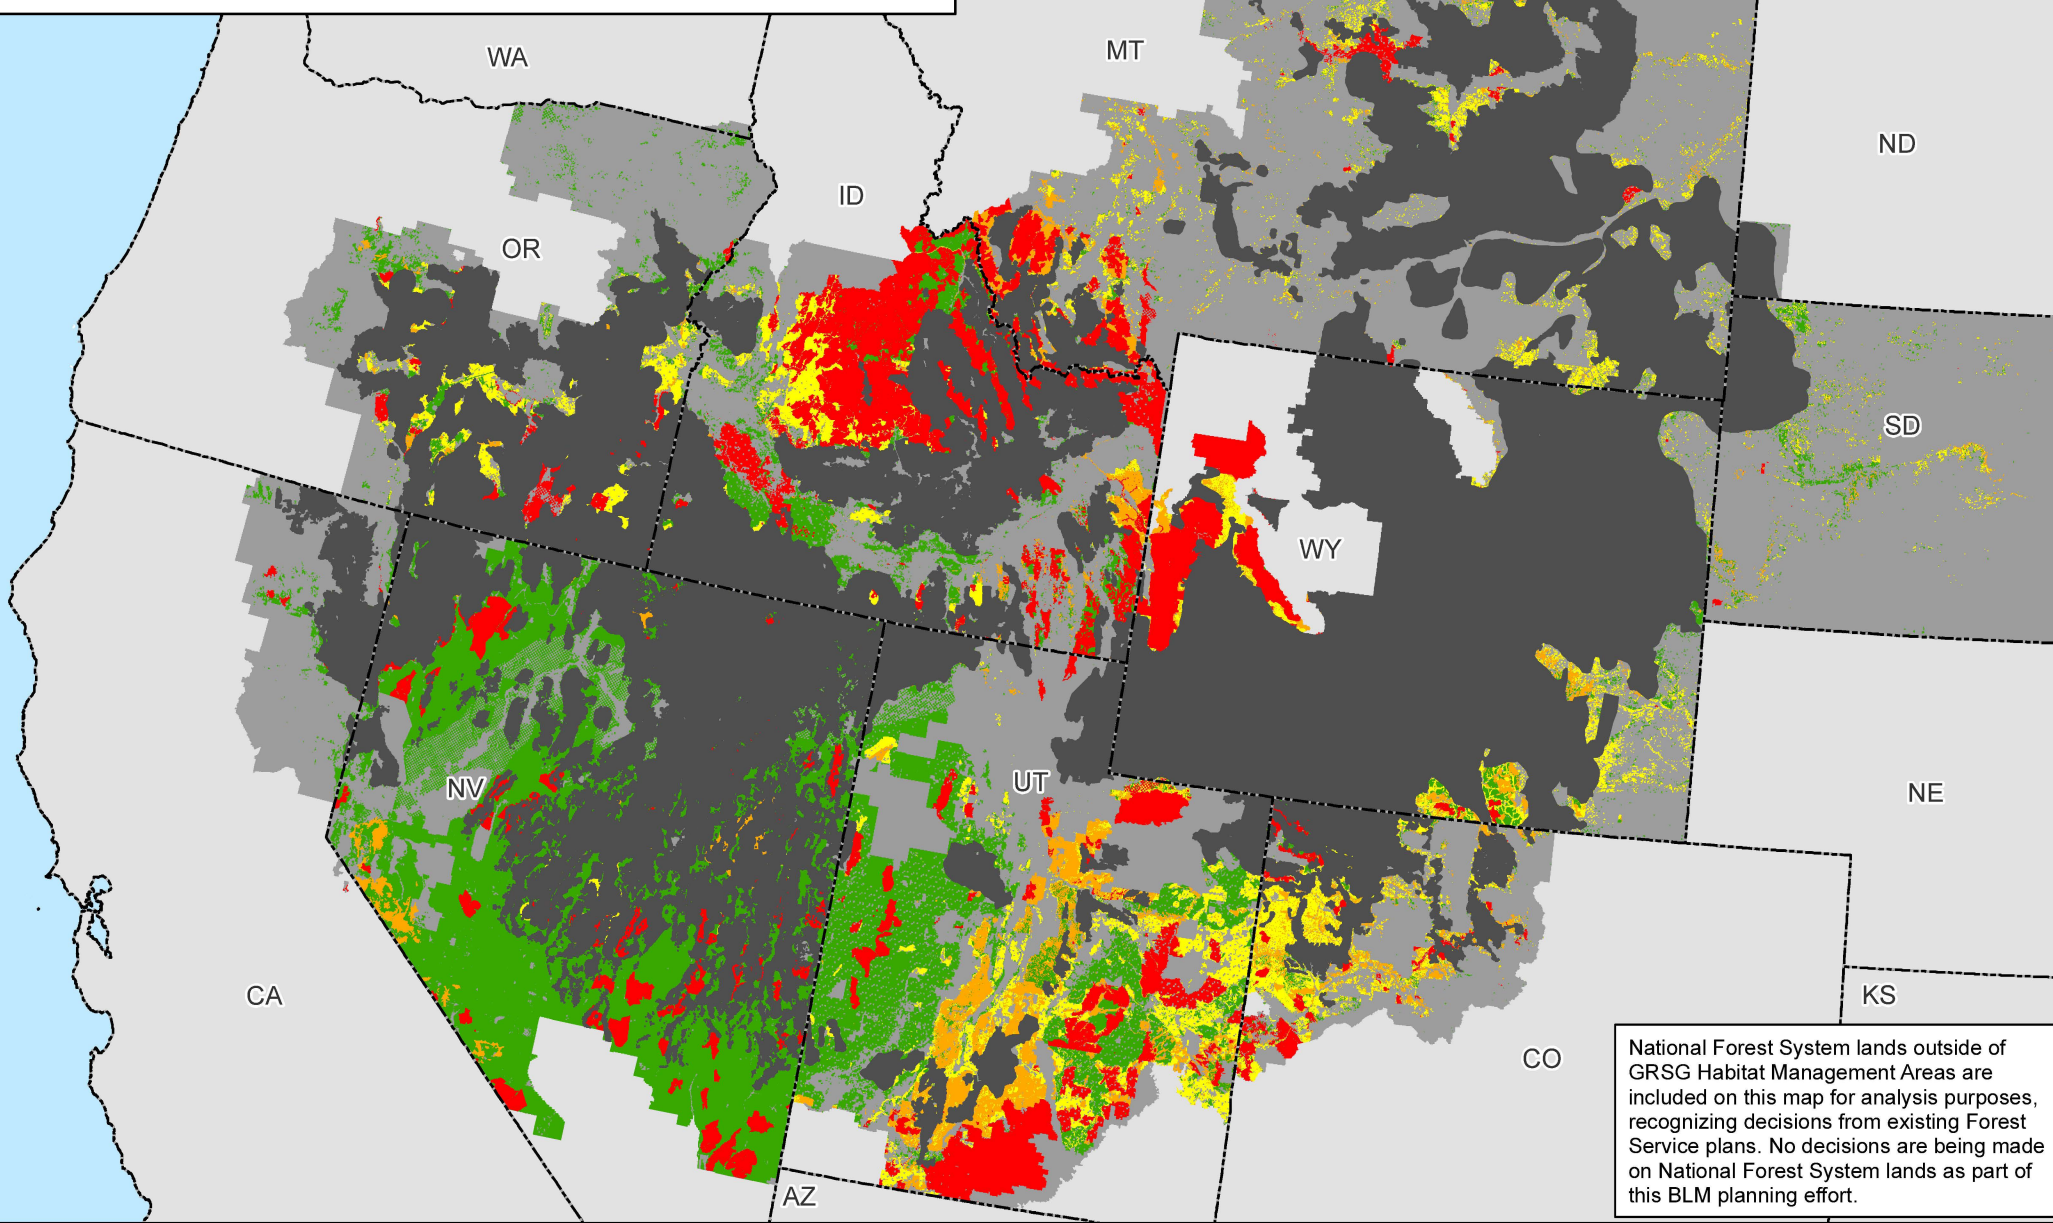 WA
MT
ND
ID
OR
SD
WY
NV
UT
NE
CA
KS
CO
AZ
National Forest System lands outside of
GRSG Habitat Management Areas are
included on this map for analysis purposes,
recognizing decisions from existing Forest
Service plans. No decisions are being made
on National Forest System lands as part of
this BLM planning effort.